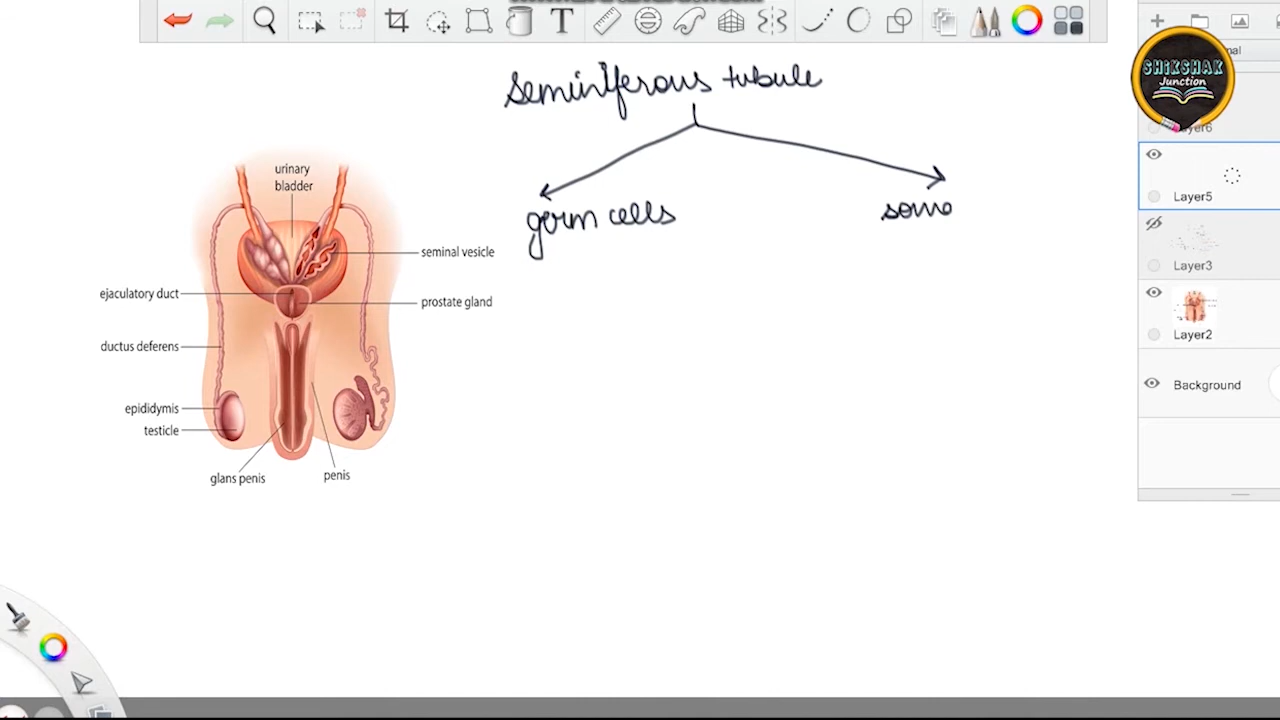 SHIKSHAK
Junction
Seminiferous tubule
germ cells
some
urinary
bladder
seminal vesicle
ejaculatory duct
prostate gland
ductus deferens
epididymis
testicle
glans penis
penis
Layer5
Layer3
Layer2
Background